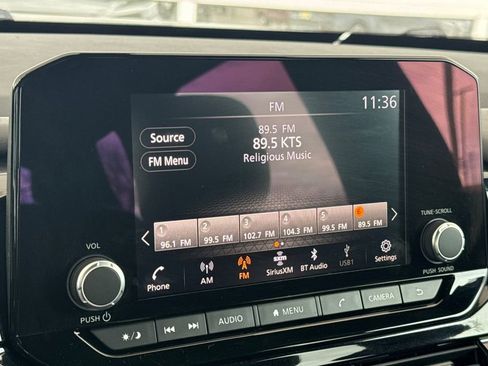 FM
11:36
Source
89.5 FM
89.5 KTS
FM Menu
Religious Music
1 2 3 4 5 6
96.1 FM 99.5 FM 102.7 FM 104.3 FM 99.5 FM 89.5 FM
VOL
TUNE-SCROLL
Phone AM FM SiriusXM BT Audio USB1 Settings
PUSH
PUSH SOUND
AUDIO MENU CAMERA